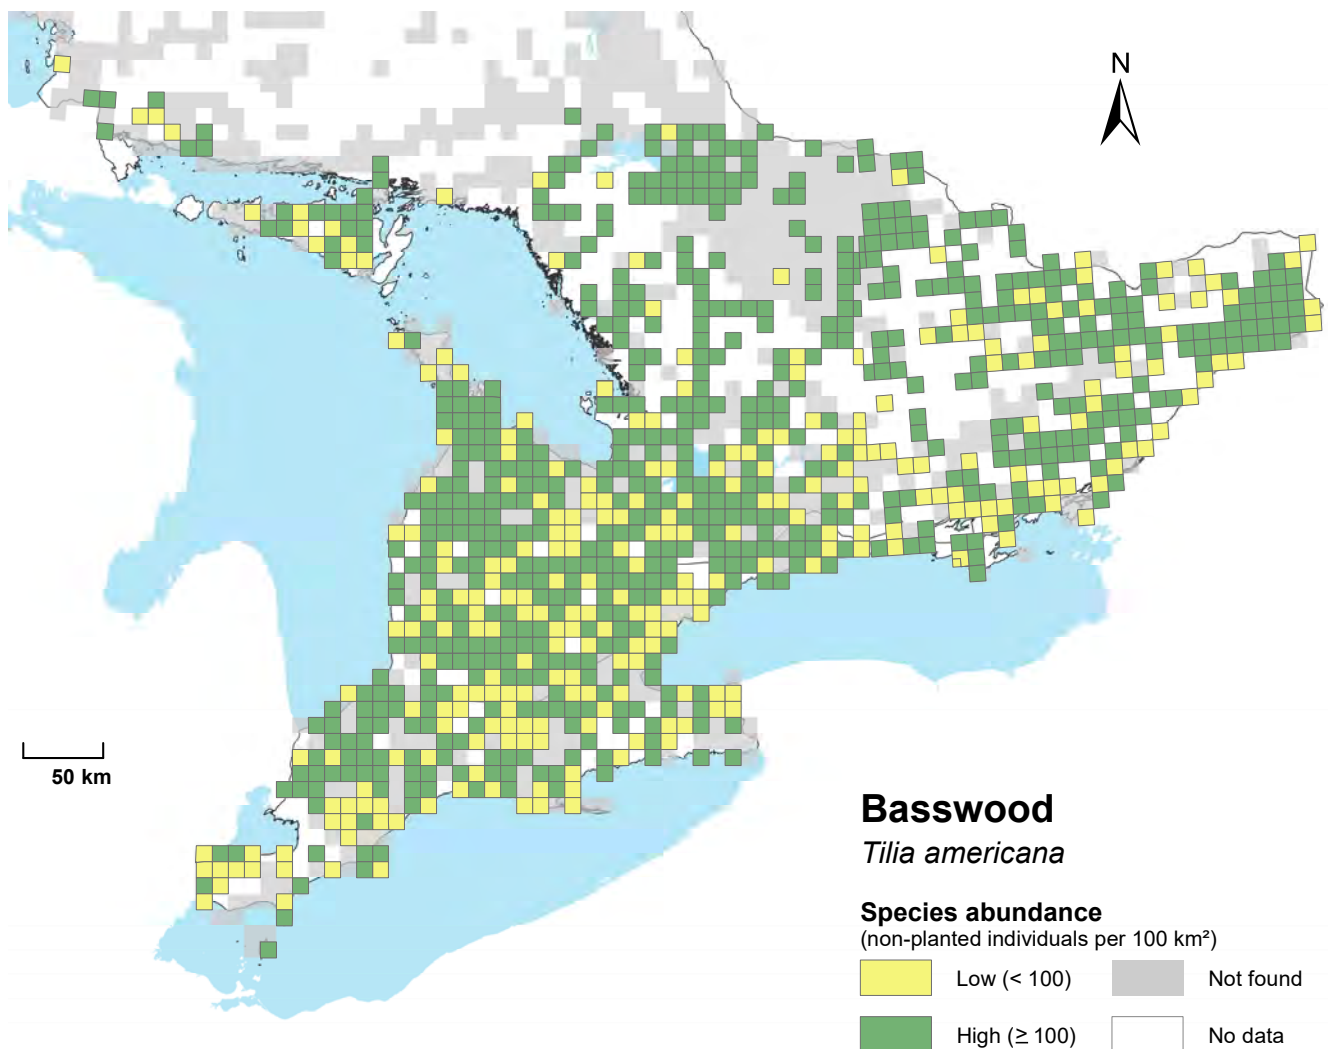 N
50 km
Basswood
Tilia americana
Species abundance
(non-planted individuals per 100 km²)
Low (< 100)
Not found
High (≥ 100)
No data